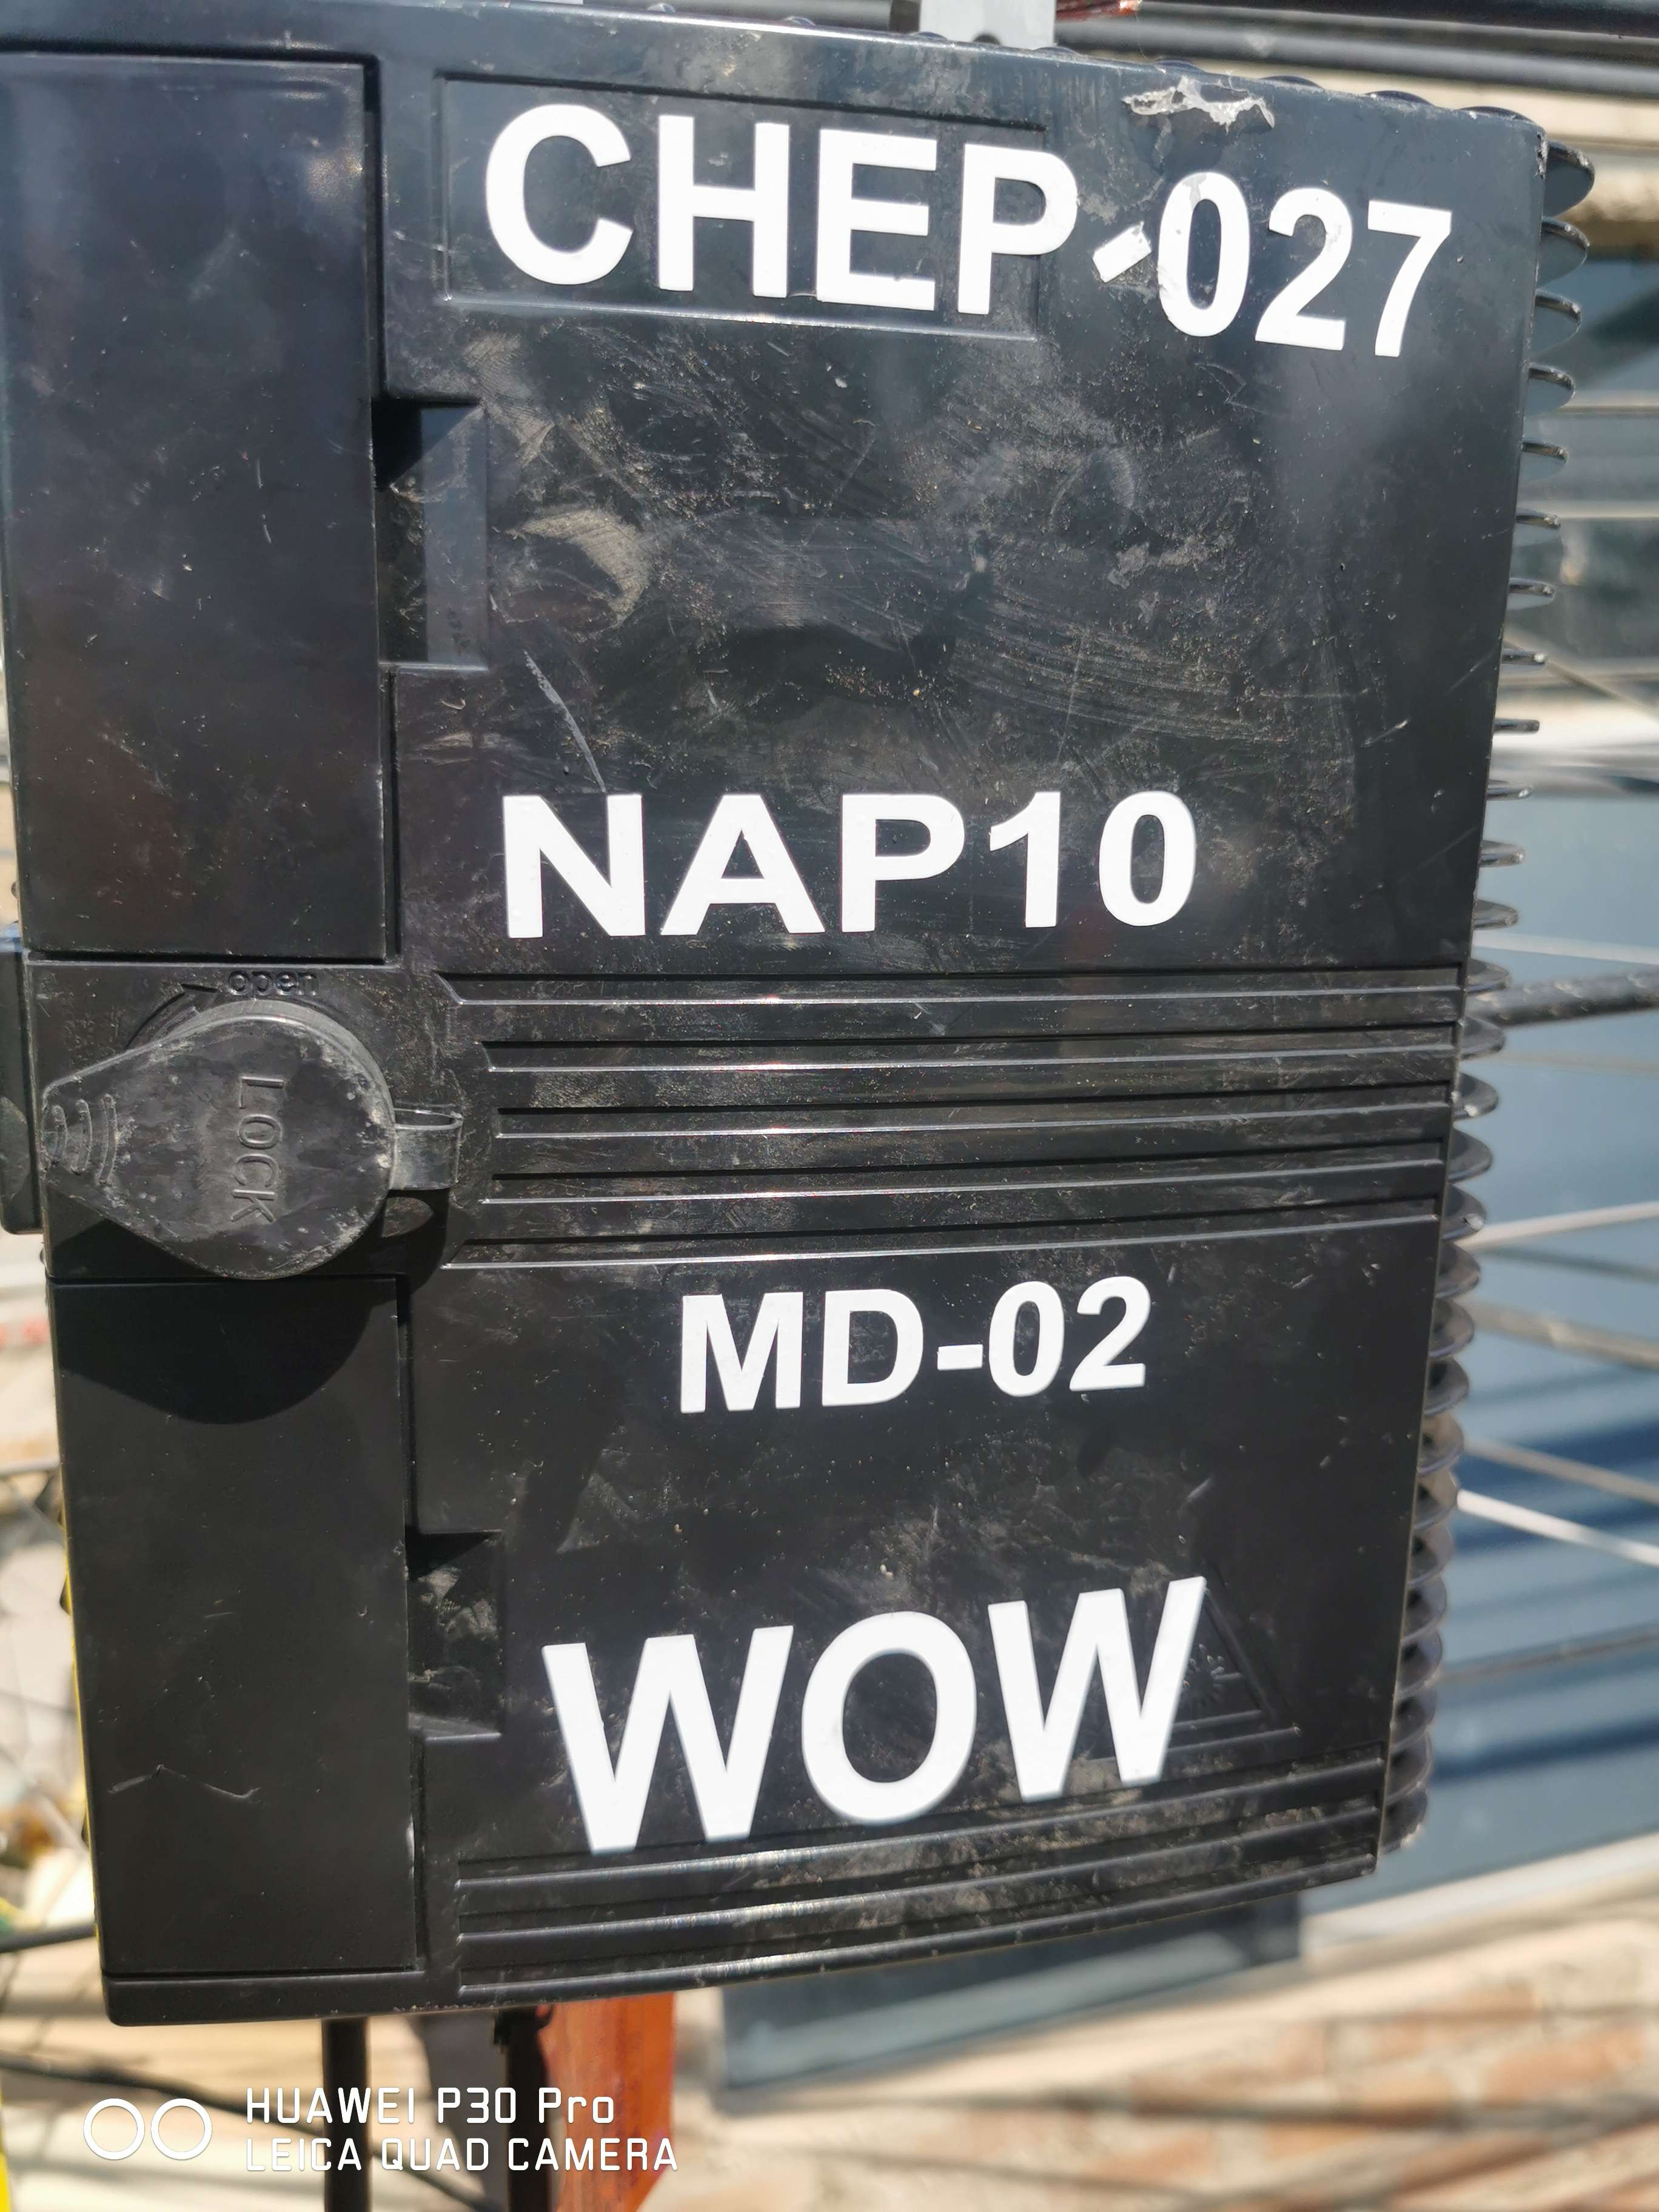 CHEP-027
NAP10
open
LOCK
MD-02
WOW
HUAWEI P30 Pro
LEICA QUAD CAMERA